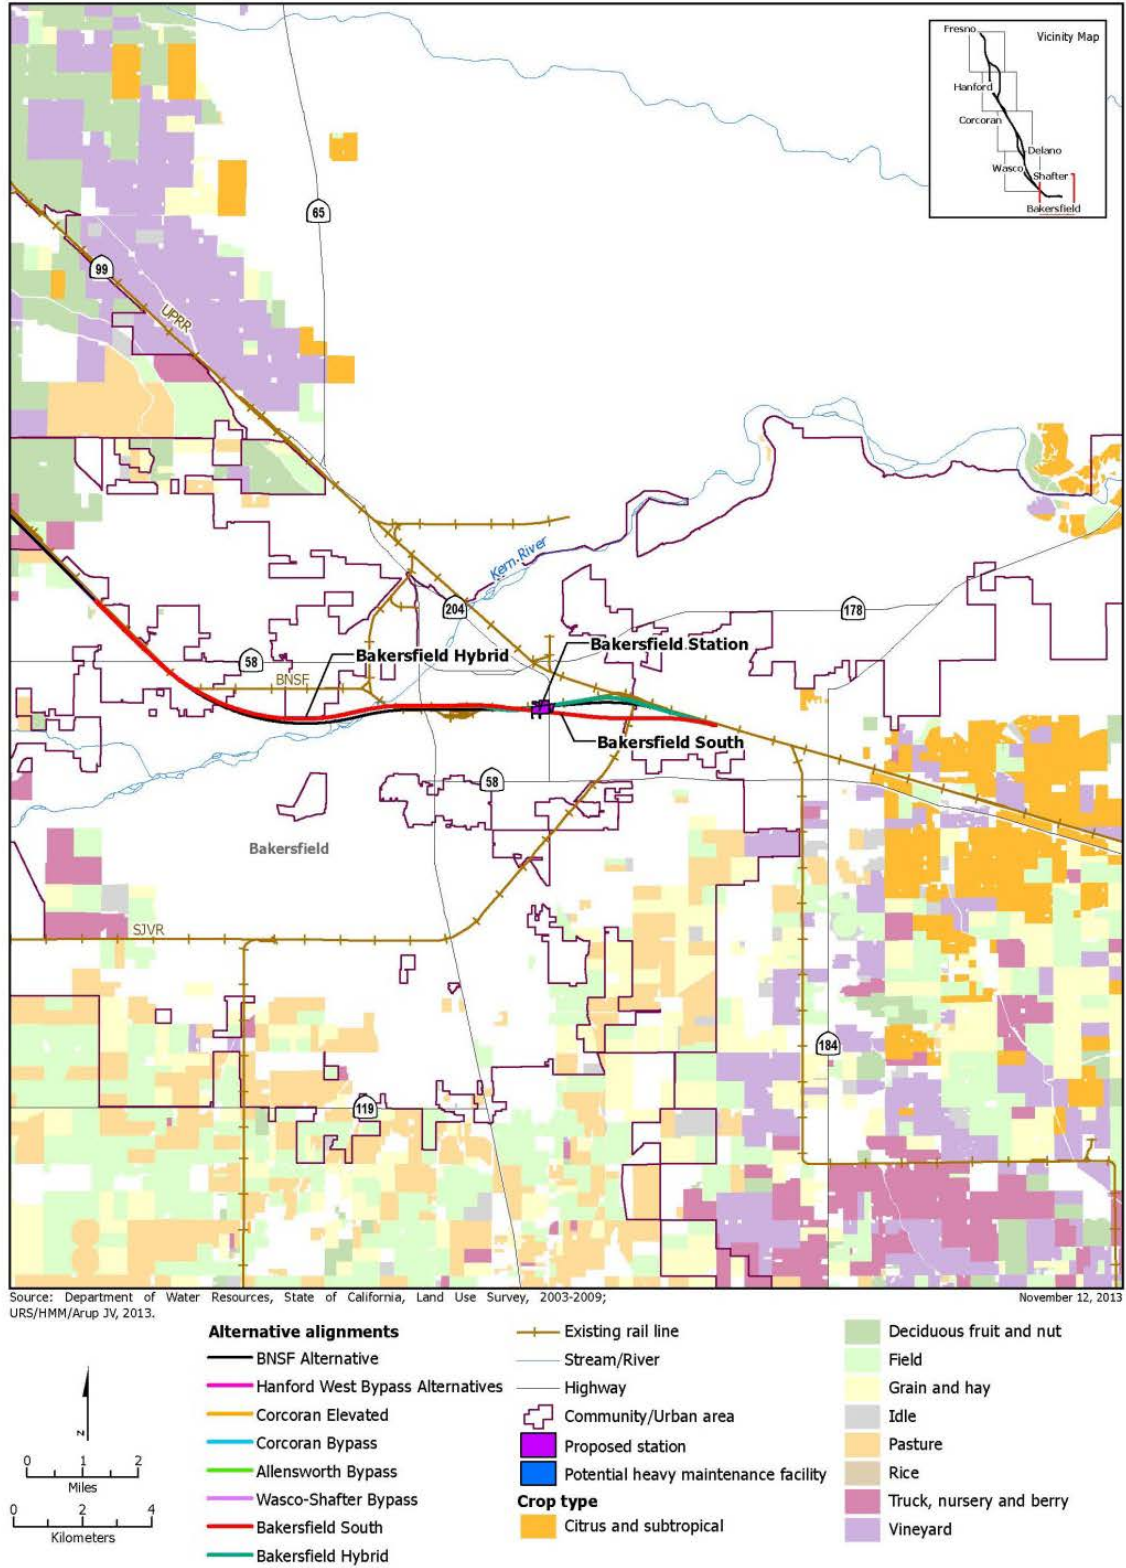 Fresno
Vicinity Map
Hanford
Corcoran
Delano
Wasco
Shafter
Bakersfield
65
99
UPRR
Kern River
204
178
Bakersfield Station
58
Bakersfield Hybrid
BNSF
Bakersfield South
58
Bakersfield
SJVR
184
119
Source: Department of Water Resources, State of California, Land Use Survey, 2003-2009;
URS/HMM/Arup JV, 2013.
November 12, 2013
Alternative alignments
BNSF Alternative
Hanford West Bypass Alternatives
Corcoran Elevated
Corcoran Bypass
Allensworth Bypass
Wasco-Shafter Bypass
Bakersfield South
Bakersfield Hybrid
Existing rail line
Stream/River
Highway
Community/Urban area
Proposed station
Potential heavy maintenance facility
Crop type
Citrus and subtropical
Deciduous fruit and nut
Field
Grain and hay
Idle
Pasture
Rice
Truck, nursery and berry
Vineyard
N
0 1 2
Miles
0 2 4
Kilometers